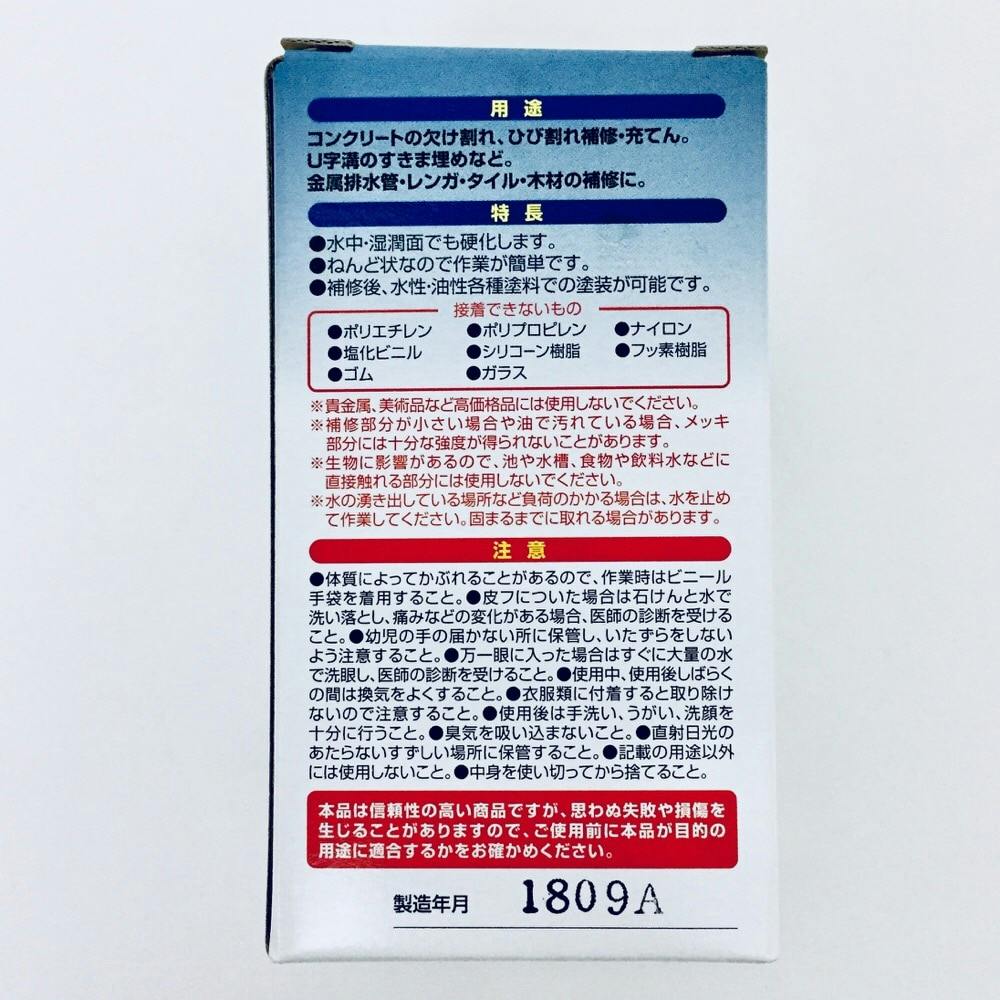 用途
コンクリートの欠け割れ、ひび割れ補修・充てん。
U字溝のすきま埋めなど。
金属排水管・レンガ・タイル・木材の補修に。
特長
●水中・湿潤面でも硬化します。
●ねんど状なので作業が簡単です。
●補修後、水性・油性各種塗料での塗装が可能です。
接着できないもの
●ポリエチレン ●ポリプロピレン ●ナイロン
●塩化ビニル ●シリコーン樹脂 ●フッ素樹脂
●ゴム ●ガラス
※貴金属、美術品など高価格品には使用しないでください。
※補修部分が小さい場合や油で汚れている場合、メッキ
部分には十分な強度が得られないことがあります。
※生物に影響があるので、池や水槽、食物や飲料水などに
直接触れる部分には使用しないでください。
※水の湧き出している場所など負荷のかかる場合は、水を止め
て作業してください。固まるまでに取れる場合があります。
注意
●体質によってかぶれることがあるので、作業時はビニール
手袋を着用すること。●皮フについた場合は石けんと水で
洗い落とし、痛みなどの変化がある場合、医師の診断を受ける
こと。●幼児の手の届かない所に保管し、いたずらをしない
よう注意すること。●万一眼に入った場合はすぐに大量の水
で洗眼し、医師の診断を受けること。●使用中、使用後しばらく
の間は換気をよくすること。●衣服類に付着すると取り除け
ないので注意すること。●使用後は手洗い、うがい、洗顔を
十分に行うこと。●臭気を吸い込まないこと。●直射日光の
あたらないすずしい場所に保管すること。●記載の用途以外
には使用しないこと。●中身を使い切ってから捨てること。
本品は信頼性の高い商品ですが、思わぬ失敗や損傷を
生じることがありますので、ご使用前に本品が目的の
用途に適合するかをお確かめください。
製造年月 1809A